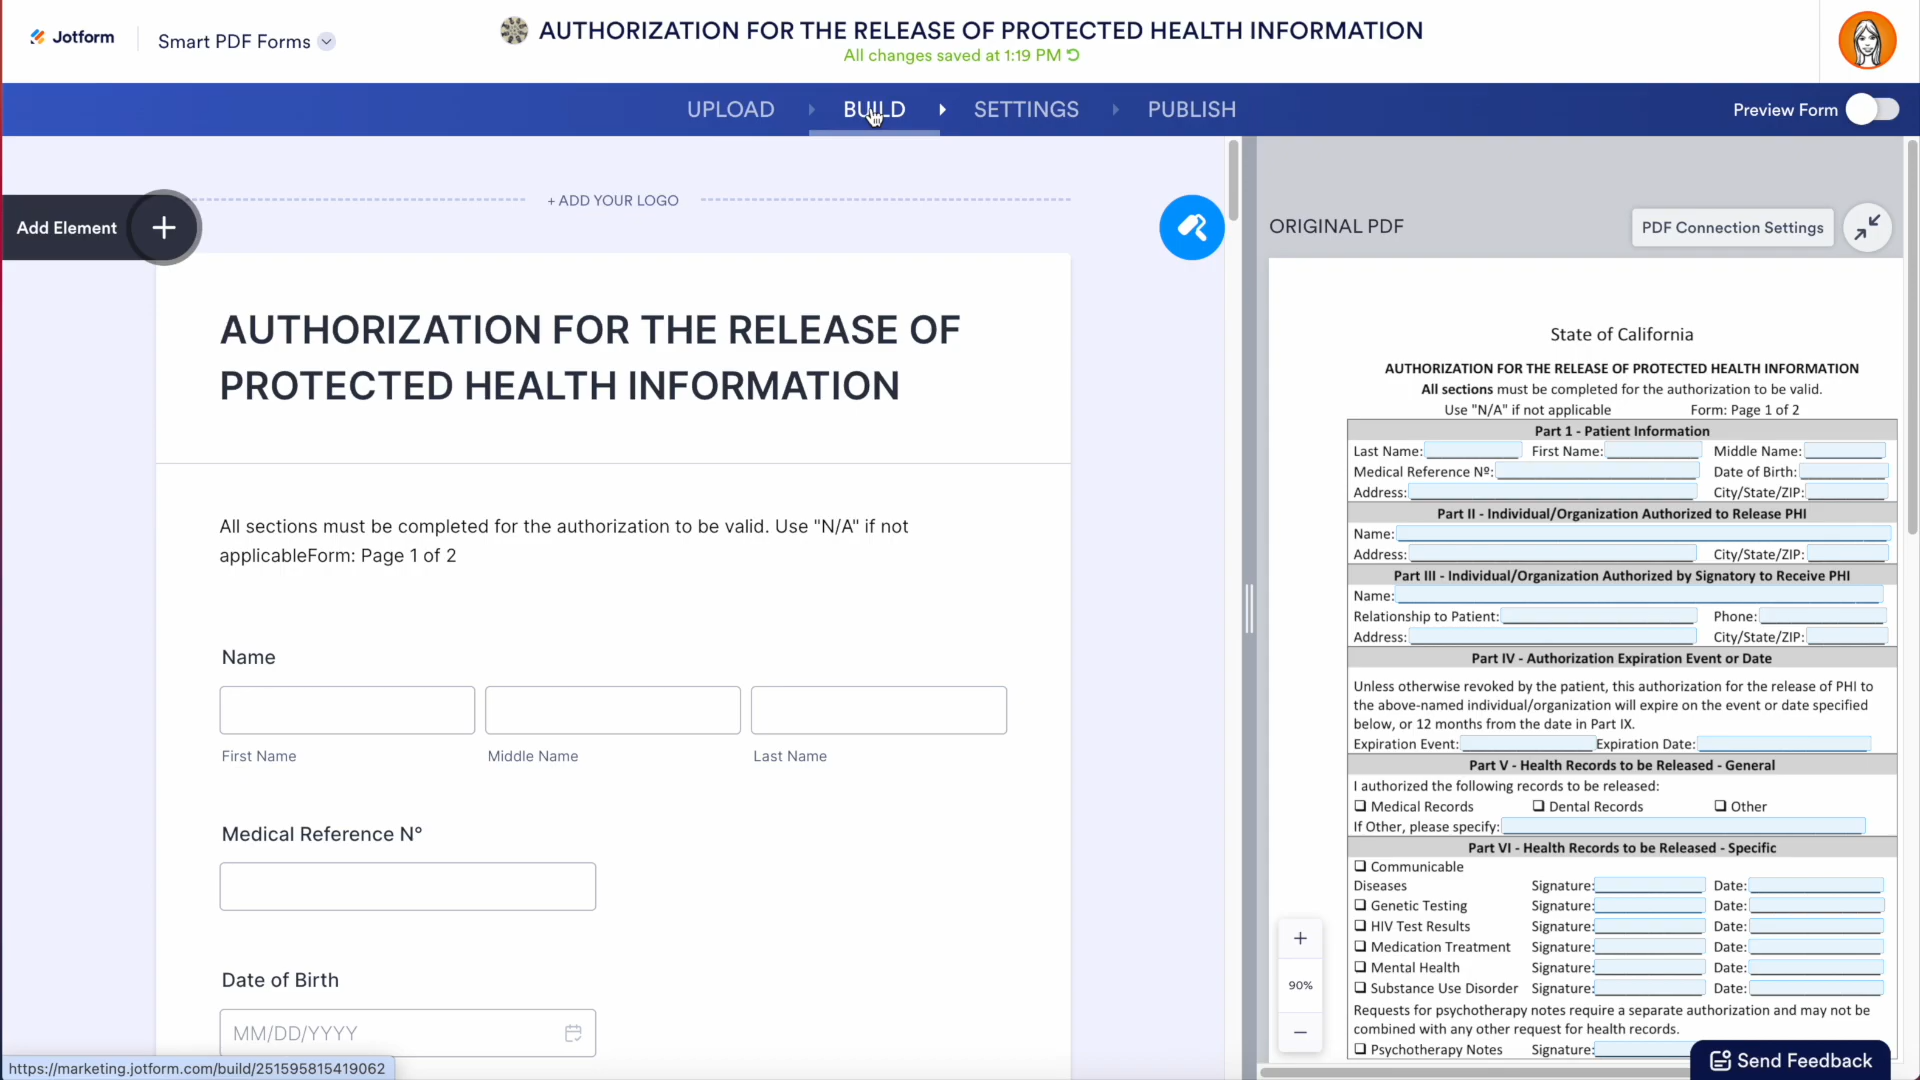 Jotform
Smart PDF Forms
AUTHORIZATION FOR THE RELEASE OF PROTECTED HEALTH INFORMATION
All changes saved at 1:19 PM
UPLOAD
BUILD
SETTINGS
PUBLISH
Preview Form
Add Element
+ ADD YOUR LOGO
AUTHORIZATION FOR THE RELEASE OF
PROTECTED HEALTH INFORMATION
All sections must be completed for the authorization to be valid. Use "N/A" if not
applicableForm: Page 1 of 2
Name
First Name
Middle Name
Last Name
Medical Reference N°
Date of Birth
MM/DD/YYYY
https://marketing.jotform.com/build/251595815419062
ORIGINAL PDF
PDF Connection Settings
State of California
AUTHORIZATION FOR THE RELEASE OF PROTECTED HEALTH INFORMATION
All sections must be completed for the authorization to be valid.
Use "N/A" if not applicable Form: Page 1 of 2
Part 1 - Patient Information
Last Name: First Name: Middle Name:
Medical Reference Nº: Date of Birth:
Address: City/State/ZIP:
Part II - Individual/Organization Authorized to Release PHI
Name:
Address: City/State/ZIP:
Part III - Individual/Organization Authorized by Signatory to Receive PHI
Name:
Relationship to Patient: Phone:
Address: City/State/ZIP:
Part IV - Authorization Expiration Event or Date
Unless otherwise revoked by the patient, this authorization for the release of PHI to
the above-named individual/organization will expire on the event or date specified
below, or 12 months from the date in Part IX.
Expiration Event: Expiration Date:
Part V - Health Records to be Released - General
I authorized the following records to be released:
Medical Records Dental Records Other
If Other, please specify:
Part VI - Health Records to be Released - Specific
Communicable
Diseases Signature: Date:
Genetic Testing Signature: Date:
HIV Test Results Signature: Date:
Medication Treatment Signature: Date:
Mental Health Signature: Date:
Substance Use Disorder Signature: Date:
Requests for psychotherapy notes require a separate authorization and may not be
combined with any other request for health records.
Psychotherapy Notes Signature:
90%
Send Feedback